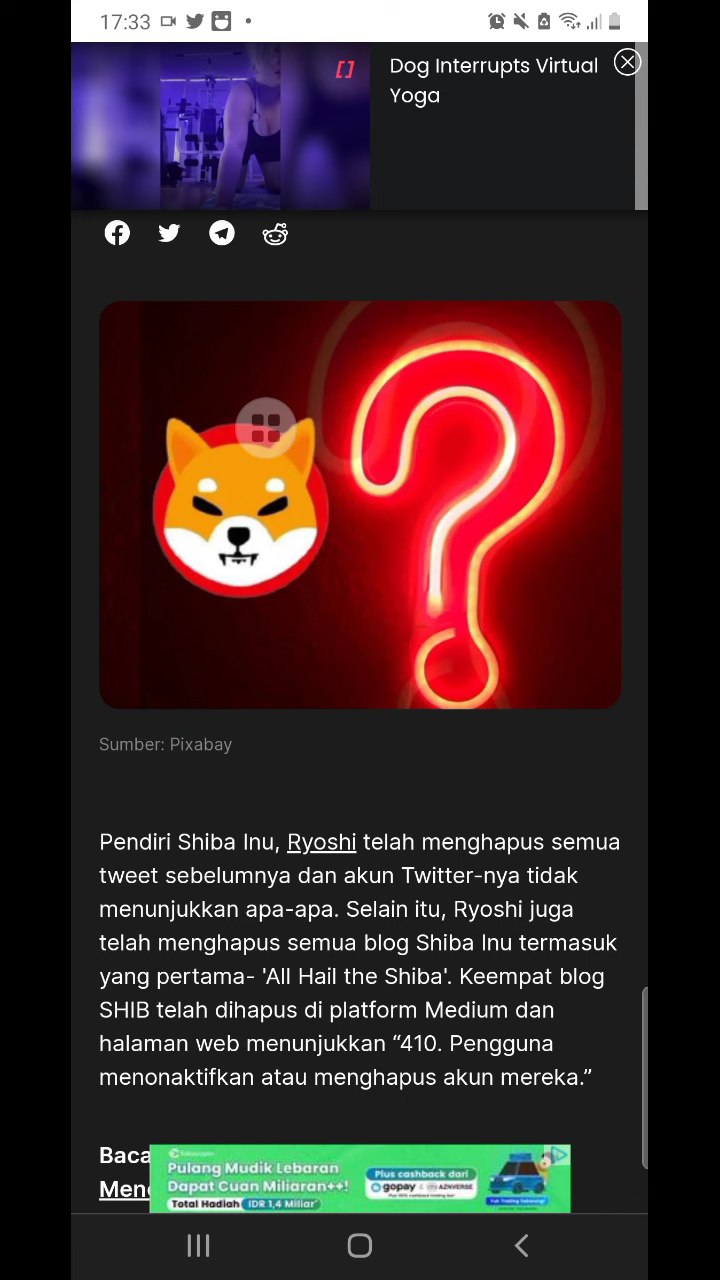 17:33
[ ]
Dog Interrupts Virtual
Yoga
Sumber: Pixabay
Pendiri Shiba Inu, Ryoshi telah menghapus semua
tweet sebelumnya dan akun Twitter-nya tidak
menunjukkan apa-apa. Selain itu, Ryoshi juga
telah menghapus semua blog Shiba Inu termasuk
yang pertama- 'All Hail the Shiba'. Keempat blog
SHIB telah dihapus di platform Medium dan
halaman web menunjukkan “410. Pengguna
menonaktifkan atau menghapus akun mereka.”
Baca
Pulang Mudik Lebaran
Dapat Cuan Miliaran++!
Total Hadiah IDR 1,4 Miliar*
Plus cashback dari
gopay &